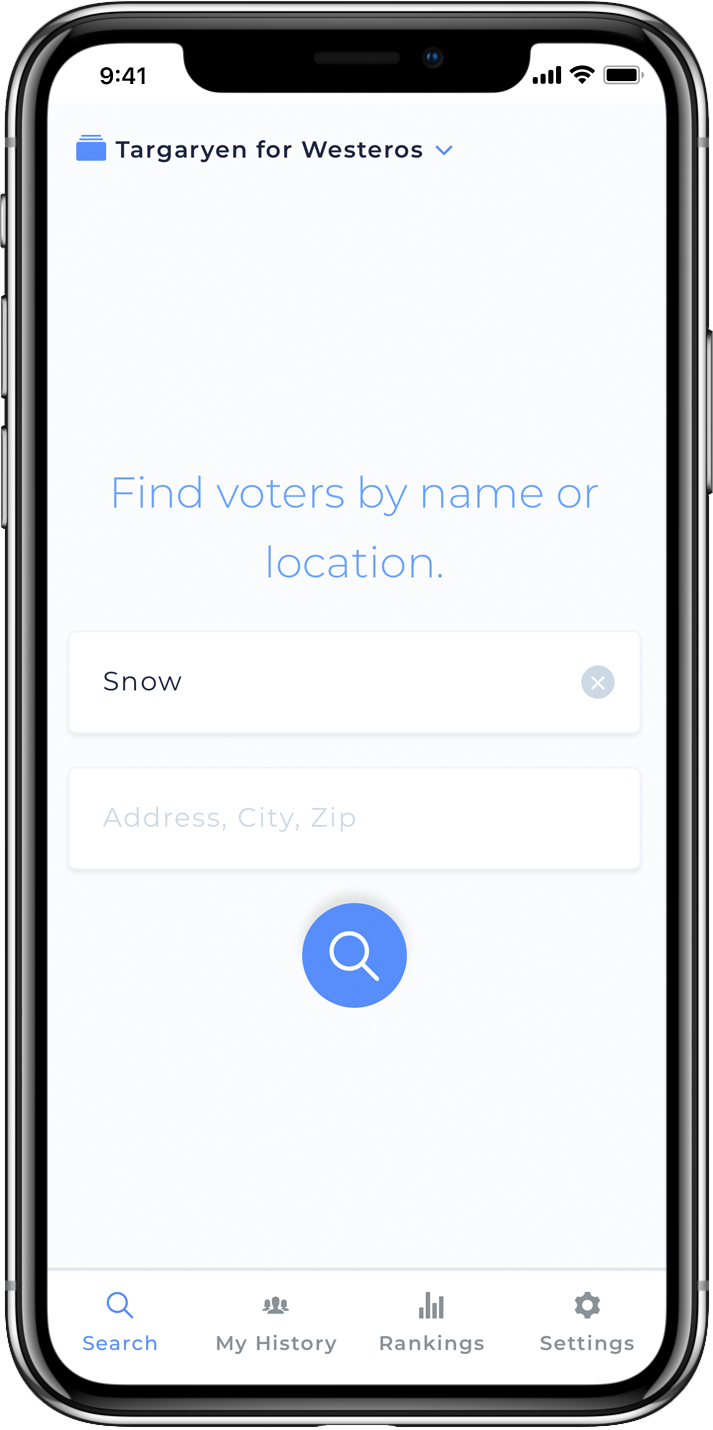 9:41
Targaryen for Westeros
Find voters by name or
location.
Snow
Address, City, Zip
Search My History Rankings Settings